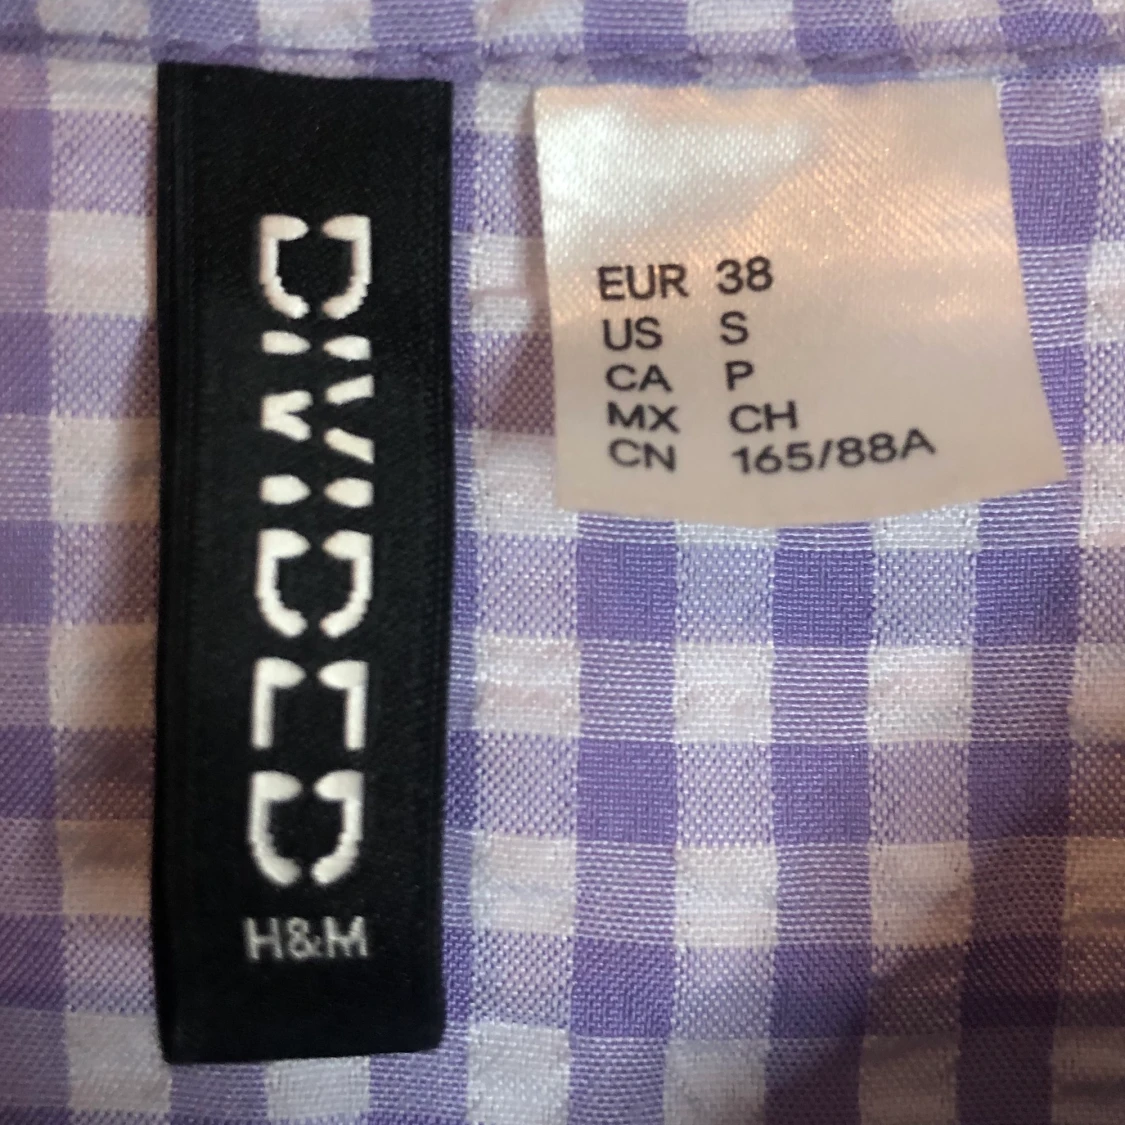 DIVIDED
H&M
EUR 38
US S
CA P
MX CH
CN 165/88A